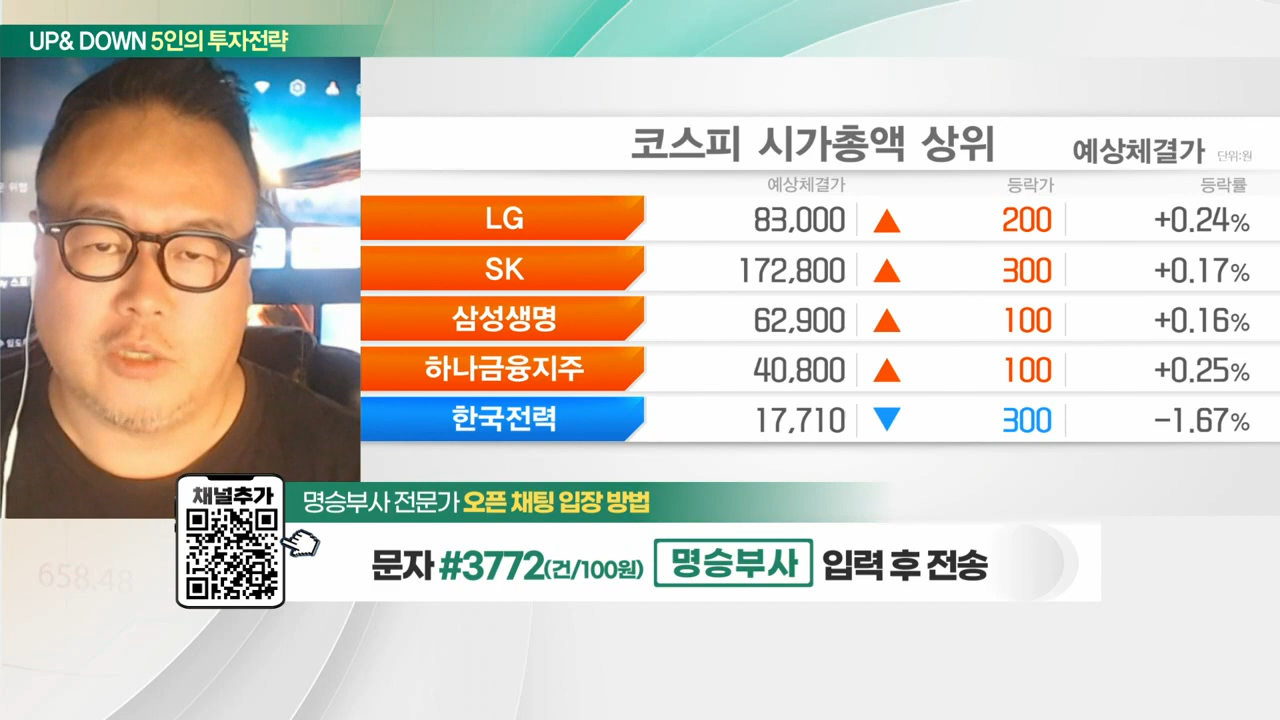 UP& DOWN 5인의 투자전략
코스피 시가총액 상위 예상체결가 단위:원
예상체결가 등락가 등락률
LG 83,000 ▲ 200 +0.24%
SK 172,800 ▲ 300 +0.17%
삼성생명 62,900 ▲ 100 +0.16%
하나금융지주 40,800 ▲ 100 +0.25%
한국전력 17,710 ▼ 300 -1.67%
채널추가
명승부사 전문가 오픈 채팅 입장 방법
문자 #3772(건/100원) 명승부사 입력 후 전송
658.48